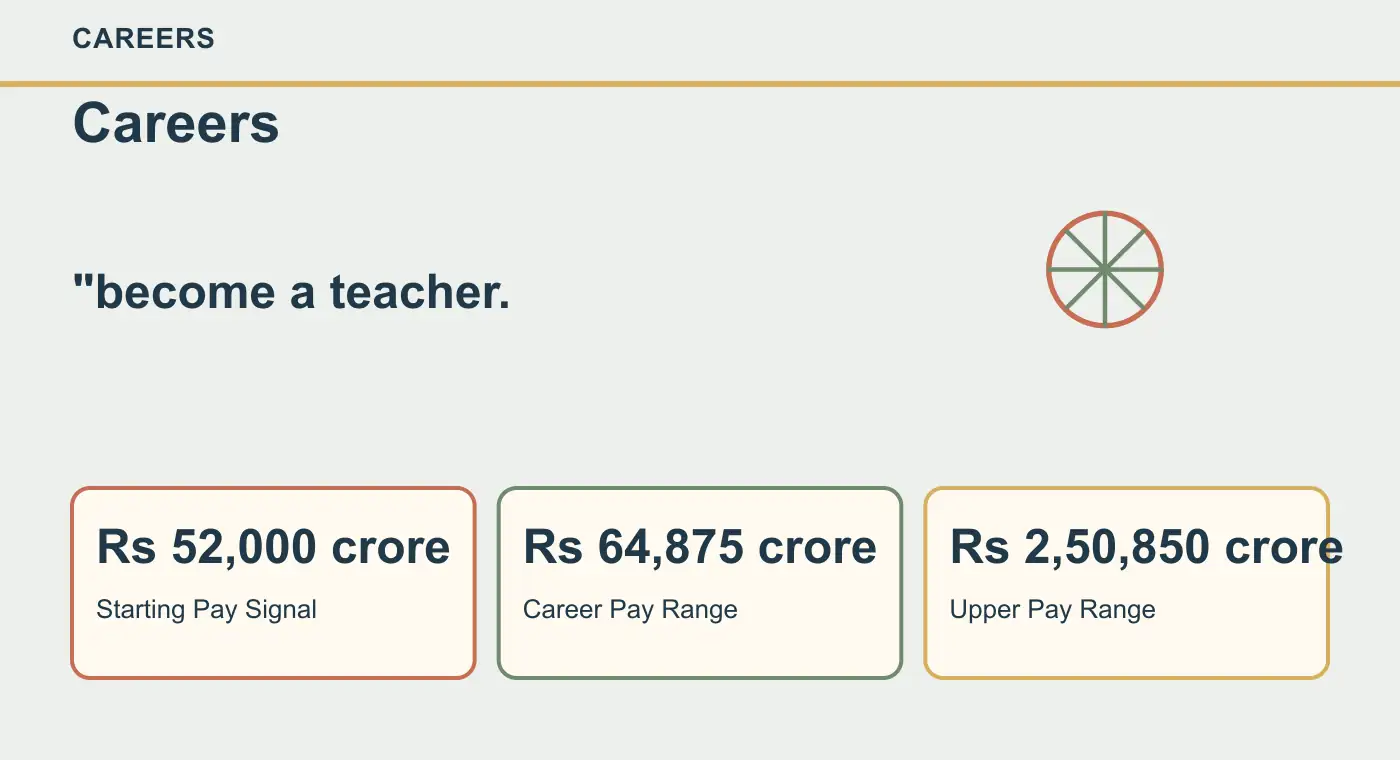 CAREERS
Careers
"become a teacher.
Rs 52,000 crore
Starting Pay Signal
Rs 64,875 crore
Career Pay Range
Rs 2,50,850 crore
Upper Pay Range